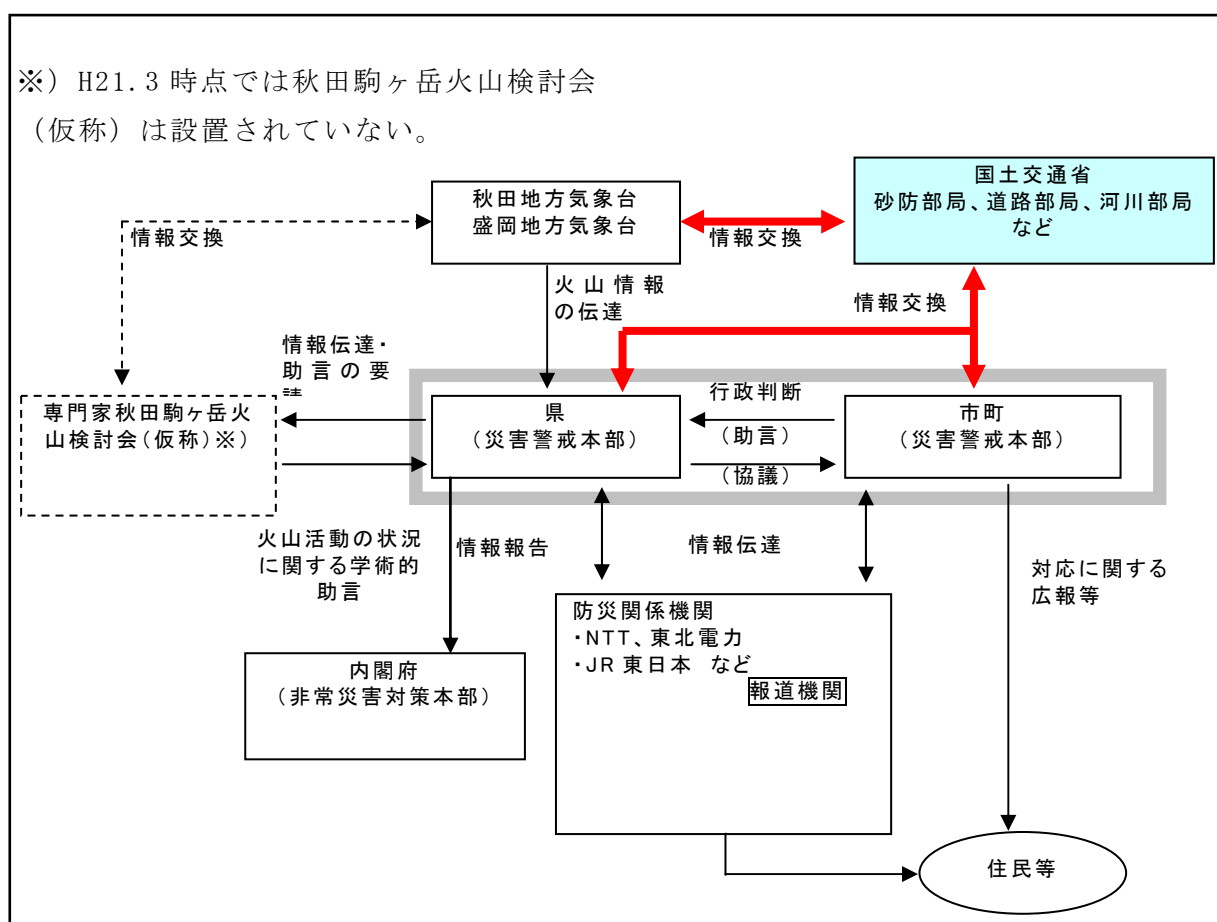 ※）H21.3 時点では秋田駒ヶ岳火山検討会
（仮称）は設置されていない。
秋田地方気象台
盛岡地方気象台
国土交通省
砂防部局、道路部局、河川部局
など
情報交換
情報交換
火山情報
の伝達
情報交換
情報伝達・
助言の要
専門家秋田駒ヶ岳火
山検討会（仮称）※）
県
（災害警戒本部）
行政判断
（助言）
（協議）
市町
（災害警戒本部）
火山活動の状況
に関する学術的
助言
情報報告
情報伝達
対応に関する
広報等
内閣府
（非常災害対策本部）
防災関係機関
・NTT、東北電力
・JR東日本 など
報道機関
住民等